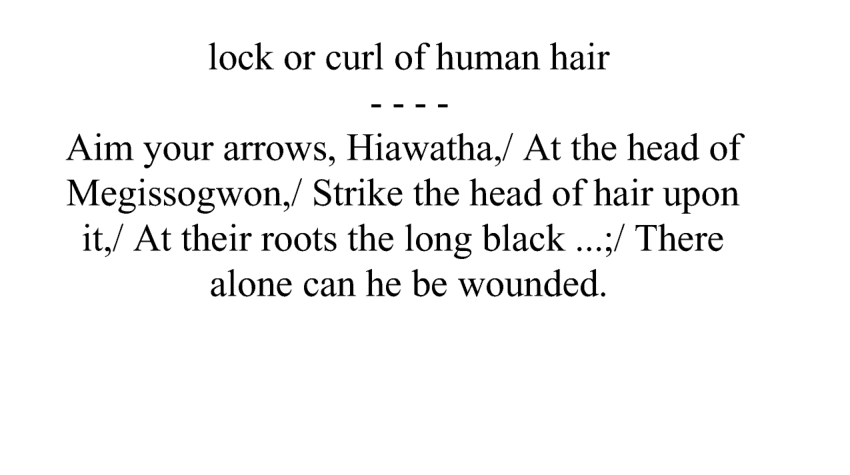 lock or curl of human hair
- - - -
Aim your arrows, Hiawatha,/ At the head of
Megissogwon,/ Strike the head of hair upon
it,/ At their roots the long black ...;/ There
alone can he be wounded.